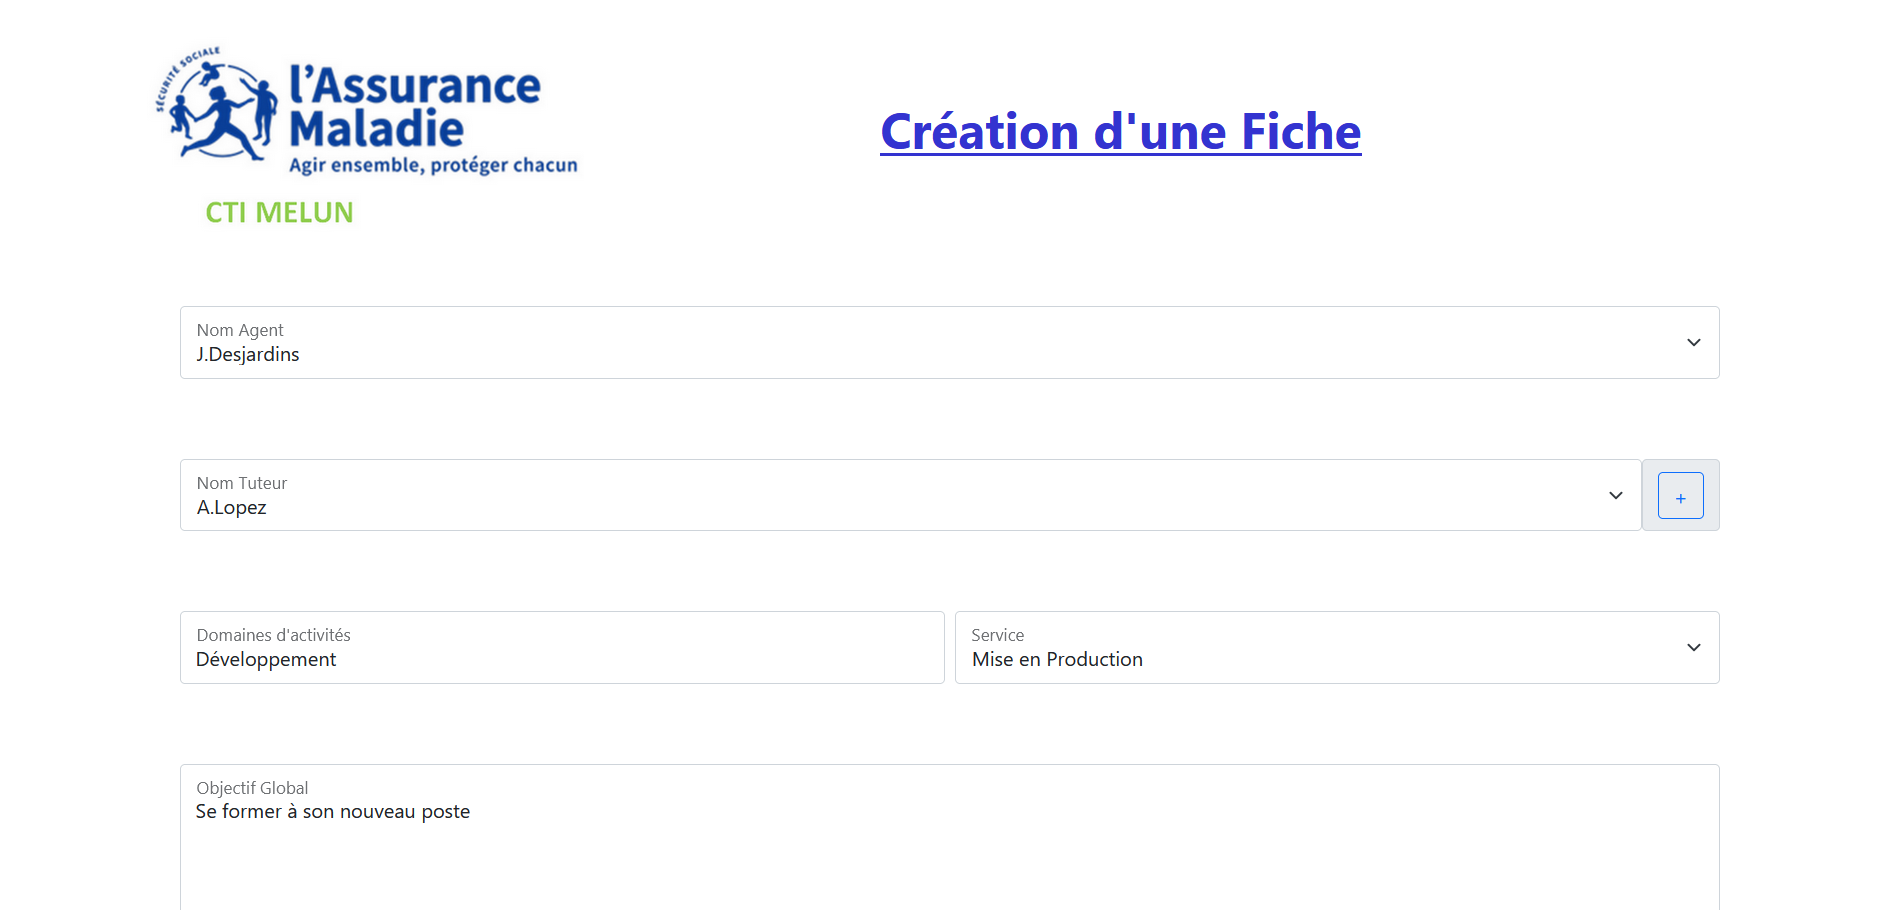 SÉCURITÉ SOCIALE
l'Assurance
Maladie
Agir ensemble, protéger chacun
CTI MELUN
Création d'une Fiche
Nom Agent
J.Desjardins
Nom Tuteur
A.Lopez
+
Domaines d'activités
Développement
Service
Mise en Production
Objectif Global
Se former à son nouveau poste